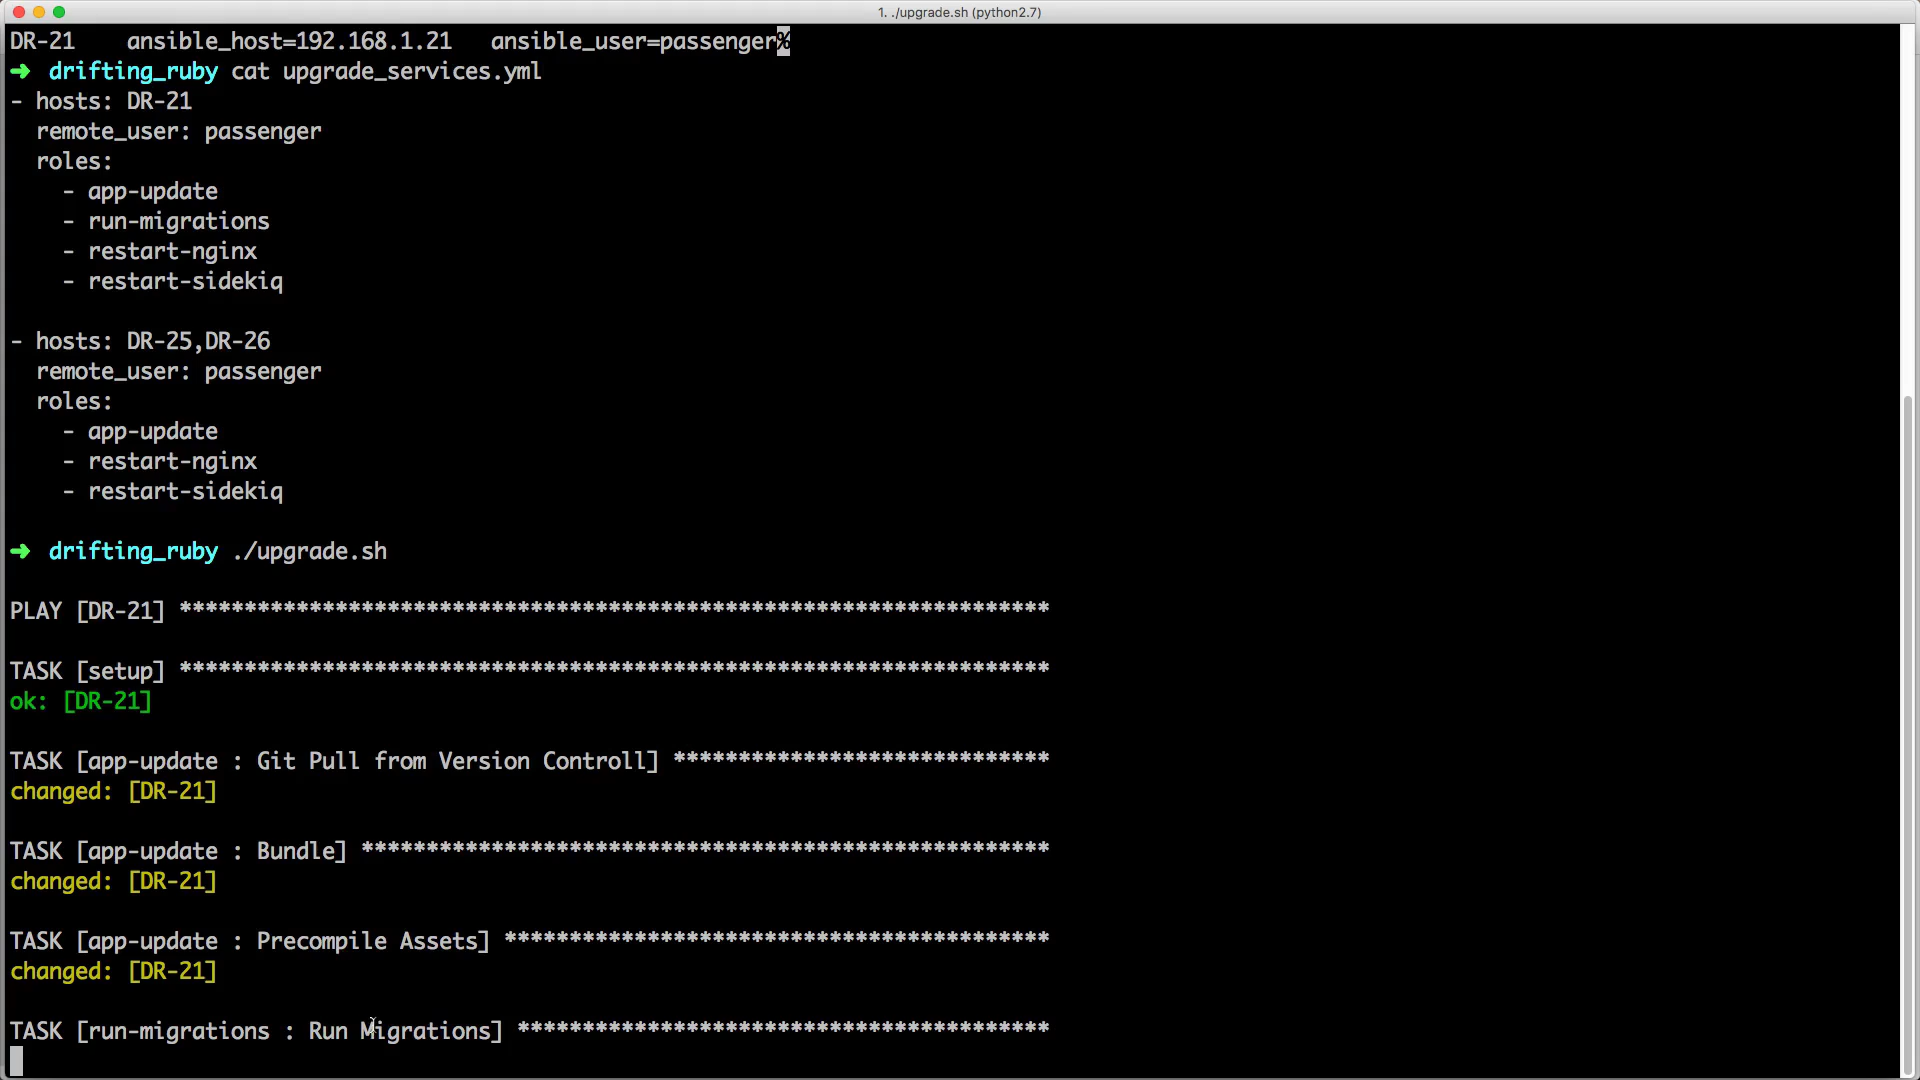 1. ./upgrade.sh (python2.7)
DR-21    ansible_host=192.168.1.21   ansible_user=passenger%
➜  drifting_ruby cat upgrade_services.yml
- hosts: DR-21
  remote_user: passenger
  roles:
    - app-update
    - run-migrations
    - restart-nginx
    - restart-sidekiq
- hosts: DR-25,DR-26
  remote_user: passenger
  roles:
    - app-update
    - restart-nginx
    - restart-sidekiq
➜  drifting_ruby ./upgrade.sh
PLAY [DR-21] *******************************************************************
TASK [setup] *******************************************************************
ok: [DR-21]
TASK [app-update : Git Pull from Version Controll] *****************************
changed: [DR-21]
TASK [app-update : Bundle] *****************************************************
changed: [DR-21]
TASK [app-update : Precompile Assets] ******************************************
changed: [DR-21]
TASK [run-migrations : Run Migrations] *****************************************